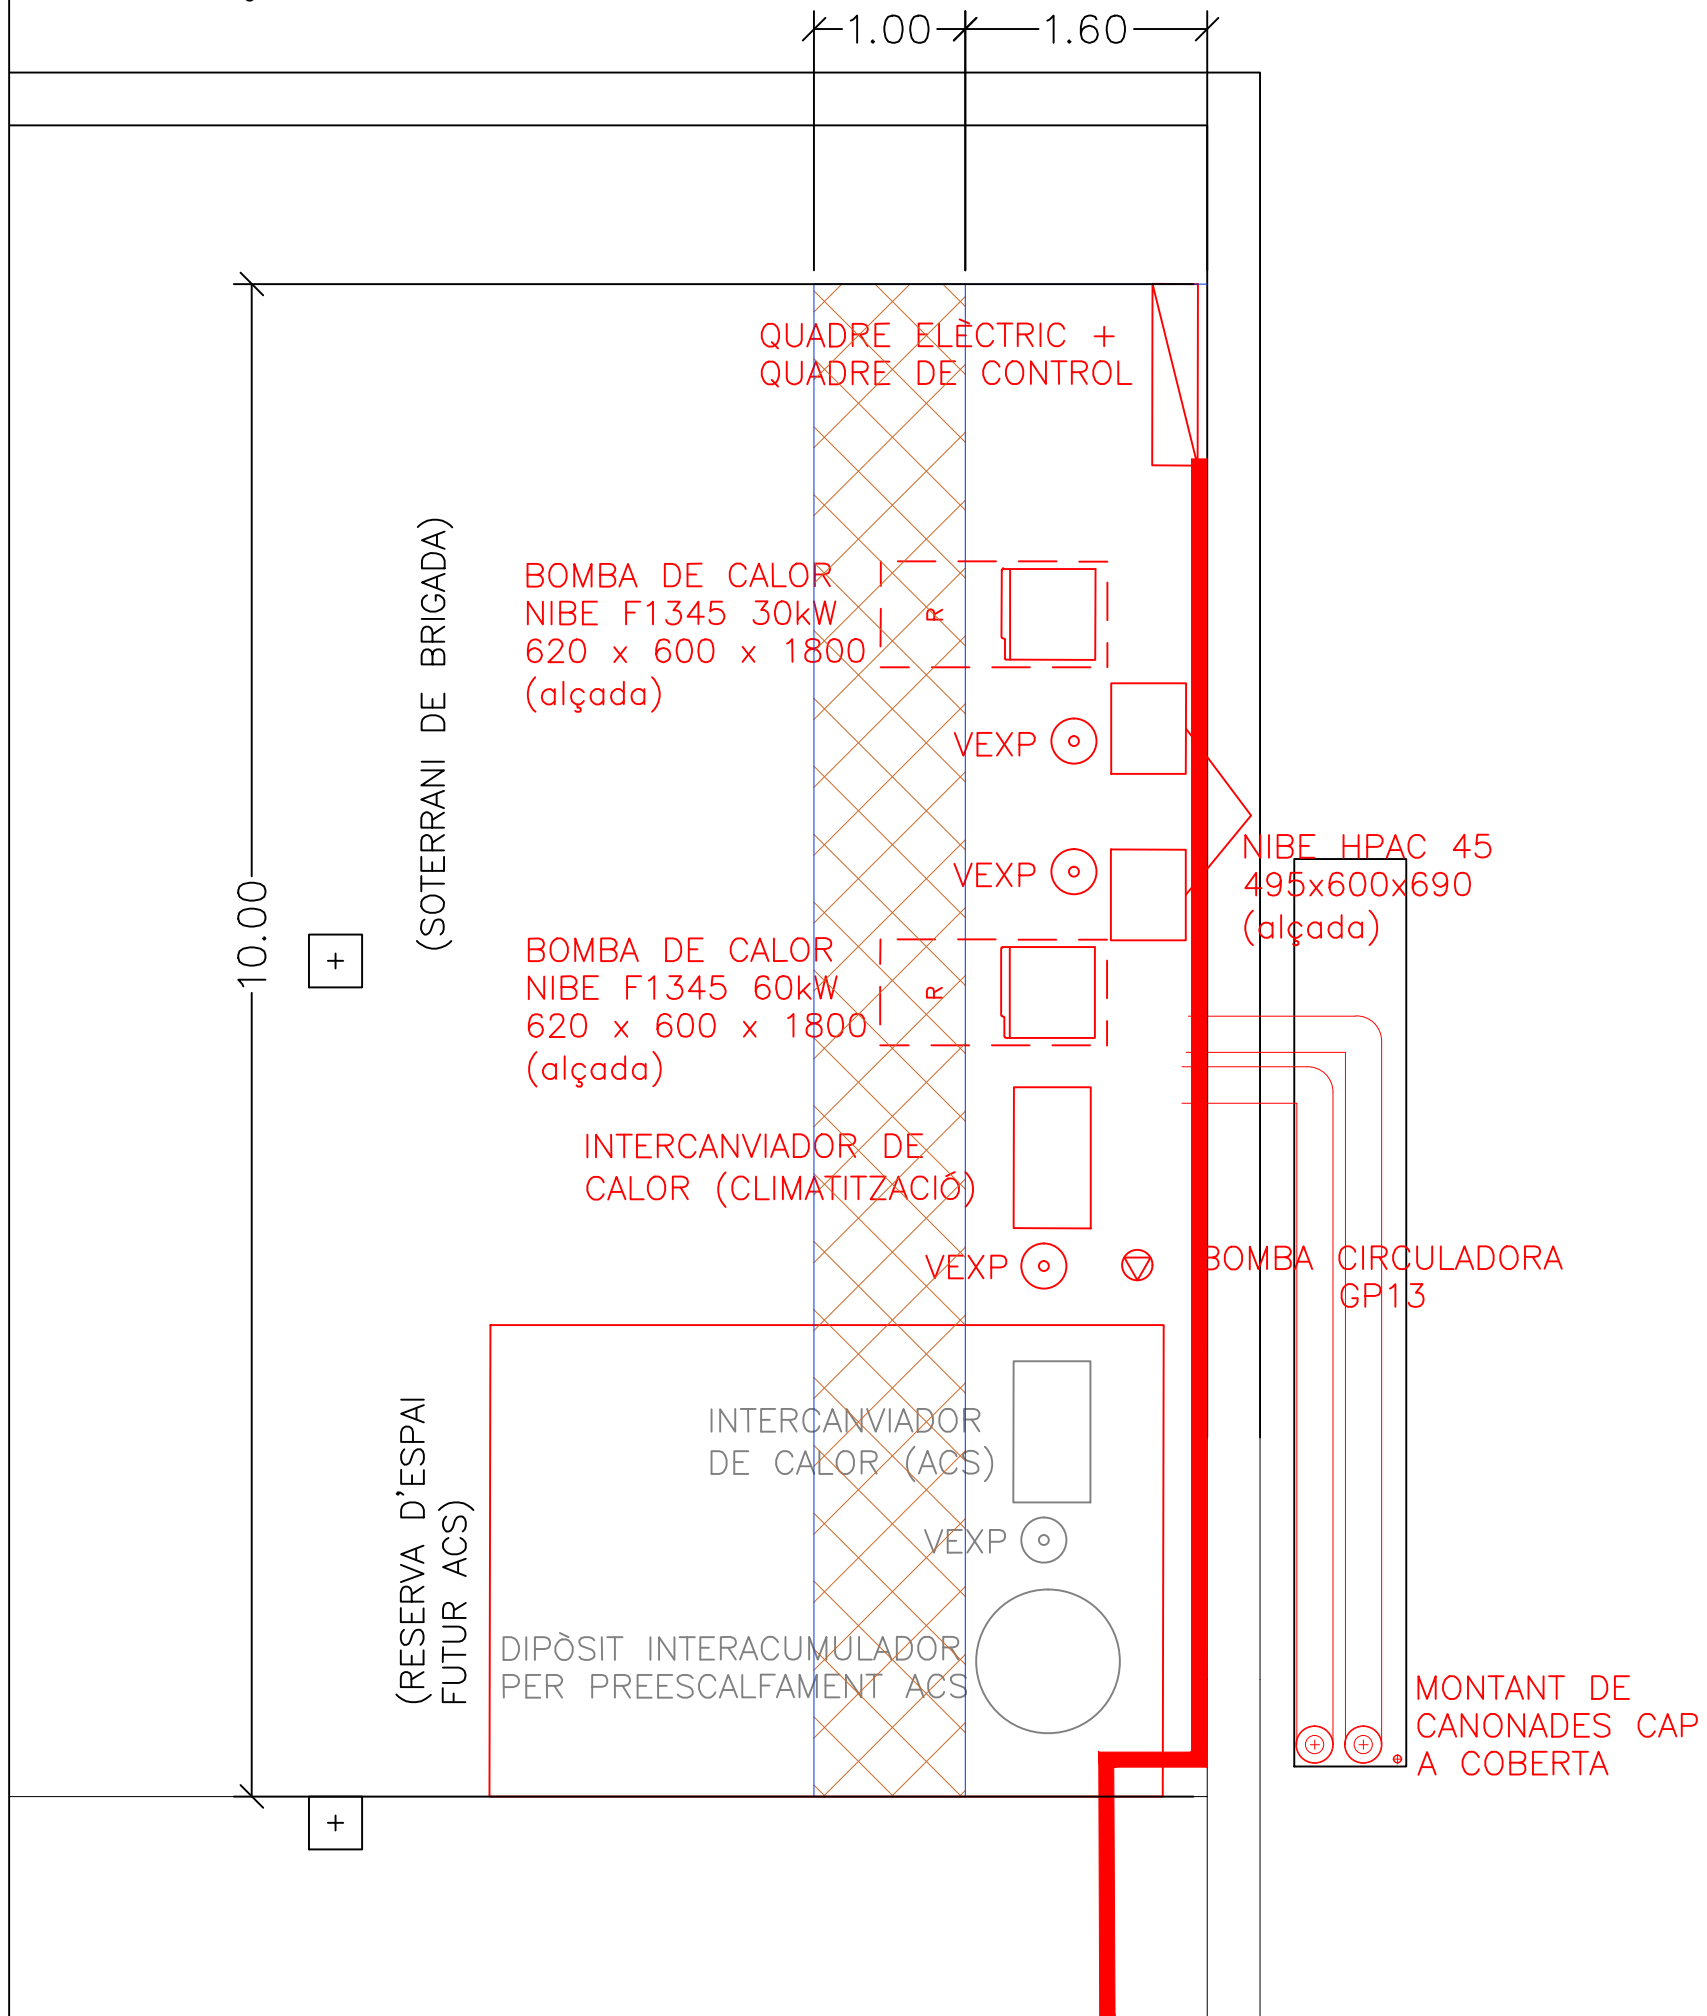 1.00
1.60
QUADRE ELÈCTRIC +
QUADRE DE CONTROL
(SOTERRANI DE BRIGADA)
BOMBA DE CALOR
NIBE F1345 30kW
620 x 600 x 1800
(alçada)
R
VEXP
VEXP
NIBE HPAC 45
495x600x690
(alçada)
10.00
BOMBA DE CALOR
NIBE F1345 60kW
620 x 600 x 1800
(alçada)
R
INTERCANVIADOR DE
CALOR (CLIMATITZACIÓ)
VEXP
BOMBA CIRCULADORA
GP13
(RESERVA D'ESPAI
FUTUR ACS)
INTERCANVIADOR
DE CALOR (ACS)
VEXP
DIPÒSIT INTERACUMULADOR
PER PREESCALFAMENT ACS
MONTANT DE
CANONADES CAP
A COBERTA